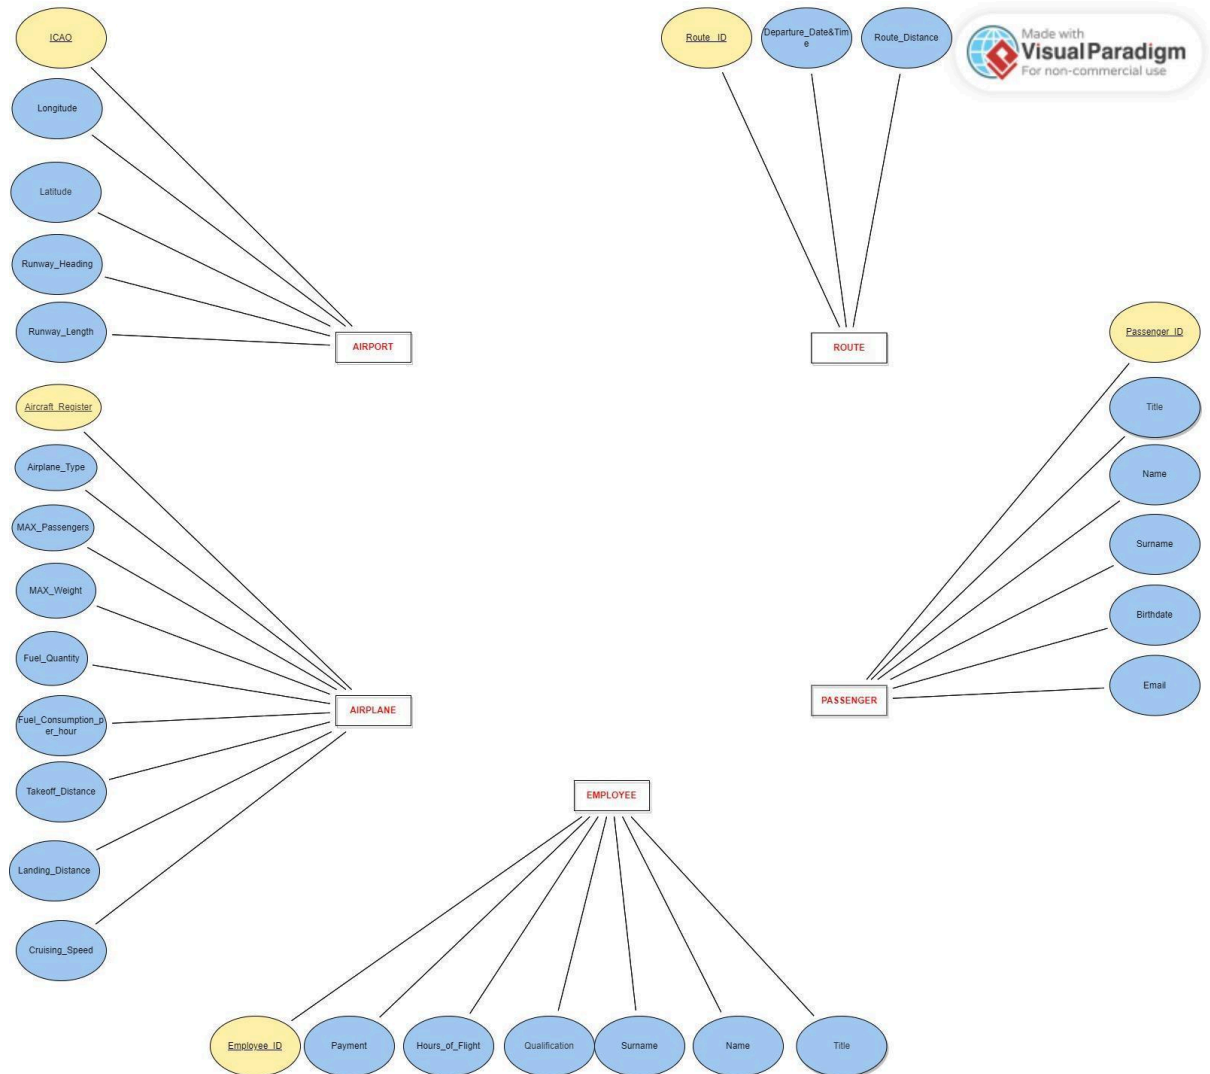 ICAO
Route_ID
Departure_Date&Tim
e
Route_Distance
Made with
Visual Paradigm
For non-commercial use
Longitude
Latitude
Runway_Heading
Runway_Length
AIRPORT
ROUTE
Passenger_ID
Title
Name
Surname
Birthdate
Email
PASSENGER
Aircraft_Register
Airplane_Type
MAX_Passengers
MAX_Weight
Fuel_Quantity
Fuel_Consumption_p
er_hour
Takeoff_Distance
Landing_Distance
Cruising_Speed
AIRPLANE
EMPLOYEE
Employee_ID
Payment
Hours_of_Flight
Qualification
Surname
Name
Title